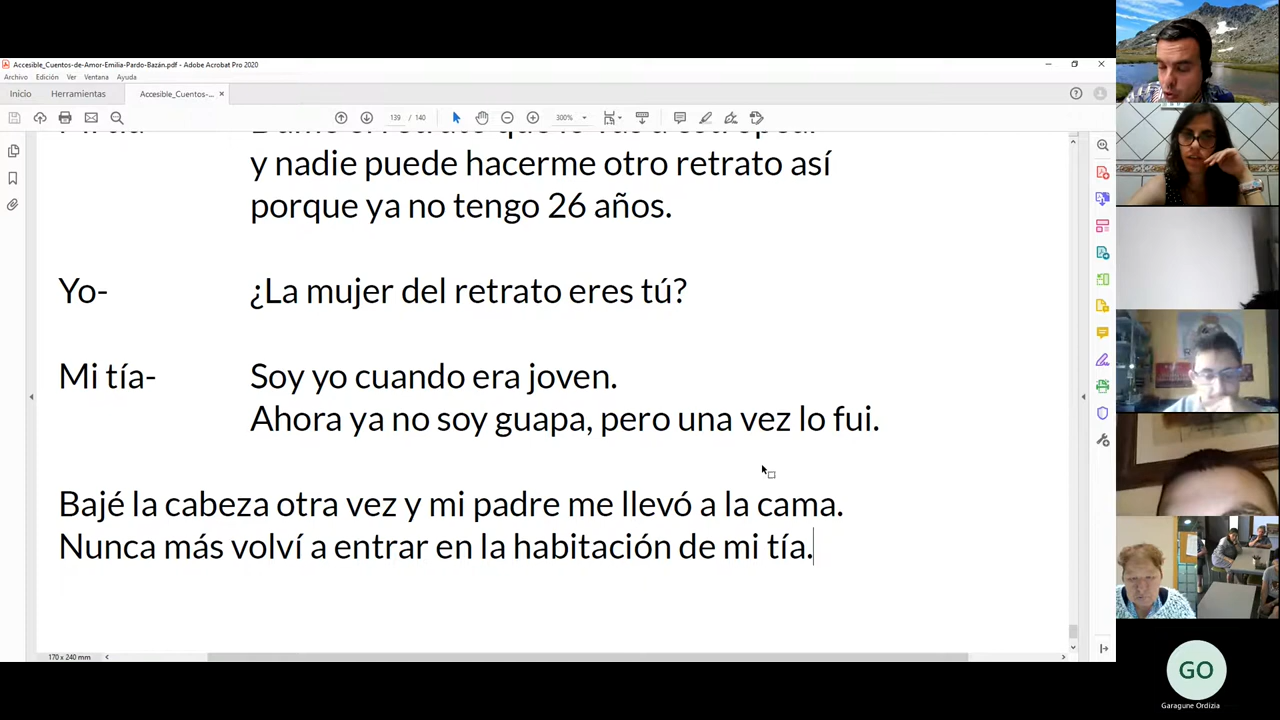 Accesible_Cuentos-de-Amor-Emilia-Pardo-Bazán.pdf - Adobe Acrobat Pro 2020
Archivo Edición Ver Ventana Ayuda
Inicio Herramientas Accesible_Cuentos-...
139 / 140 300%
y nadie puede hacerme otro retrato así
porque ya no tengo 26 años.
Yo- ¿La mujer del retrato eres tú?
Mi tía- Soy yo cuando era joven.
Ahora ya no soy guapa, pero una vez lo fui.
Bajé la cabeza otra vez y mi padre me llevó a la cama.
Nunca más volví a entrar en la habitación de mi tía.
170 x 240 mm
GO
Garagune Ordizia